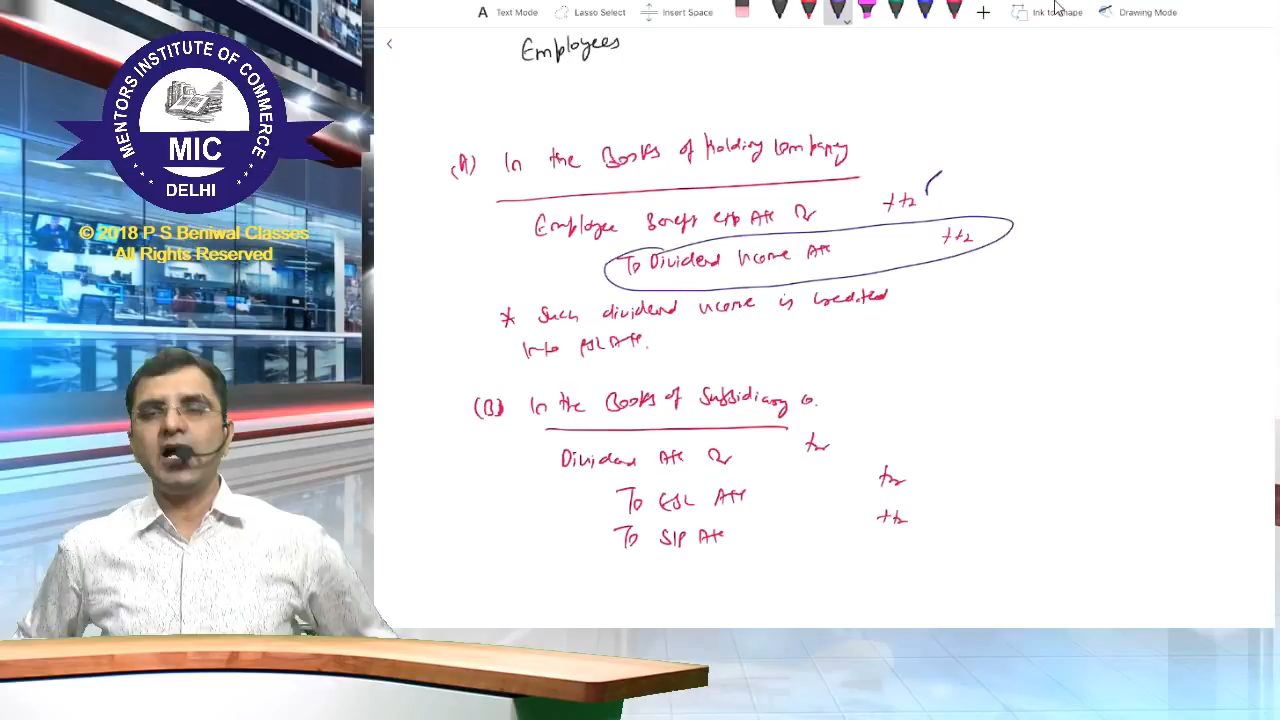 A Text Mode Lasso Select Insert Space Ink to Shape Drawing Mode
Employees
MENTORS INSTITUTE OF COMMERCE
MIC
DELHI
© 2018 P S Beniwal Classes
All Rights Reserved
(A) In the Books of Holding Company
Employee Benefit exp A/c Dr
To Dividend Income A/c
* Such dividend income is credited
into P&L A/c.
(B) In the Books of Subsidiary Co.
Dividend A/c Dr
To A/c
To A/c